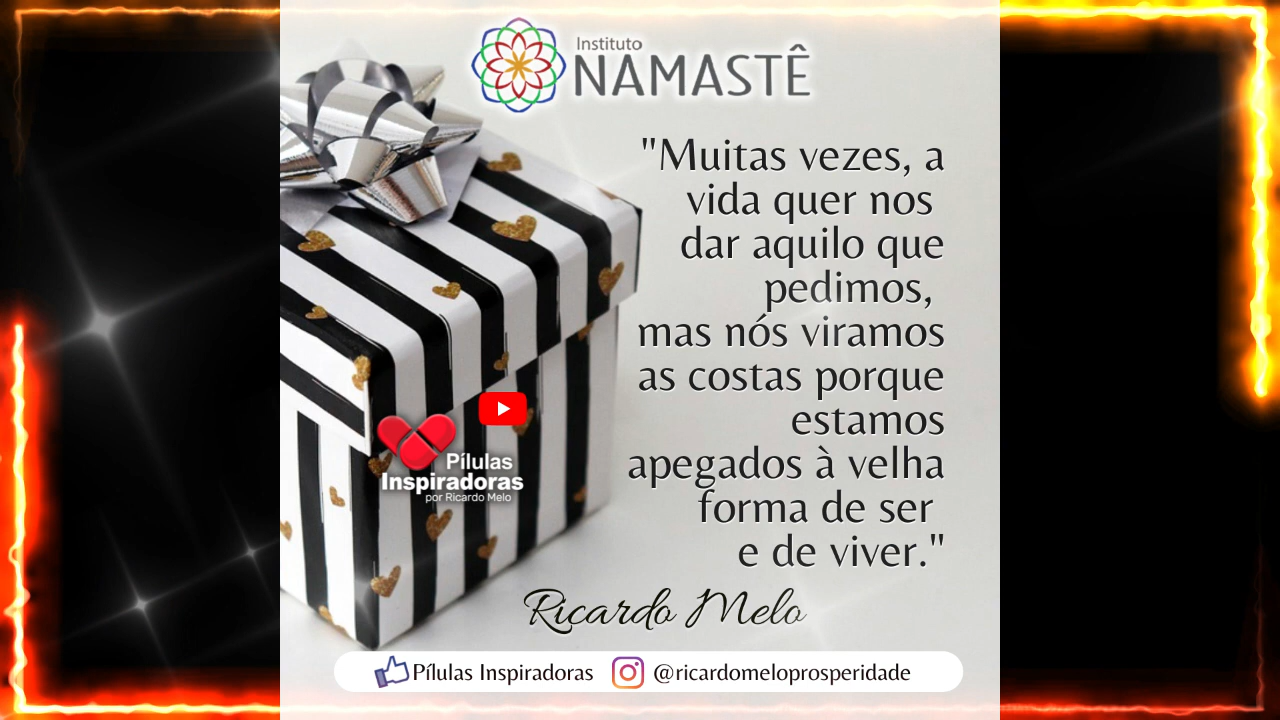 Instituto
NAMASTÊ
"Muitas vezes, a
vida quer nos
dar aquilo que
pedimos,
mas nós viramos
as costas porque
estamos
apegados à velha
forma de ser
e de viver."
Pílulas
Inspiradoras
por Ricardo Melo
Ricardo Melo
Pílulas Inspiradoras @ricardomeloprosperidade